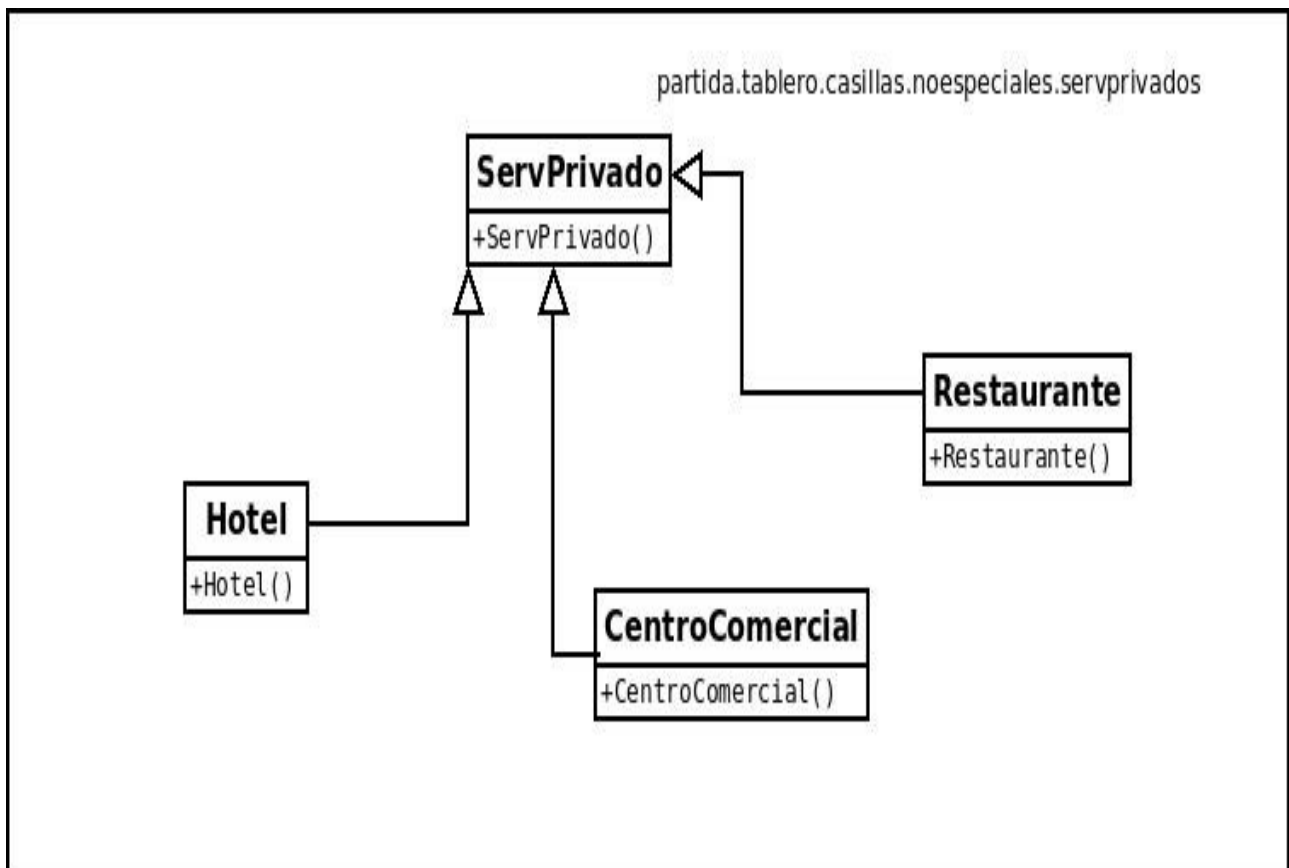 partida.tablero.casillas.noespeciales.servprivados
ServPrivado
+ServPrivado()
Restaurante
+Restaurante()
Hotel
+Hotel()
CentroComercial
+CentroComercial()